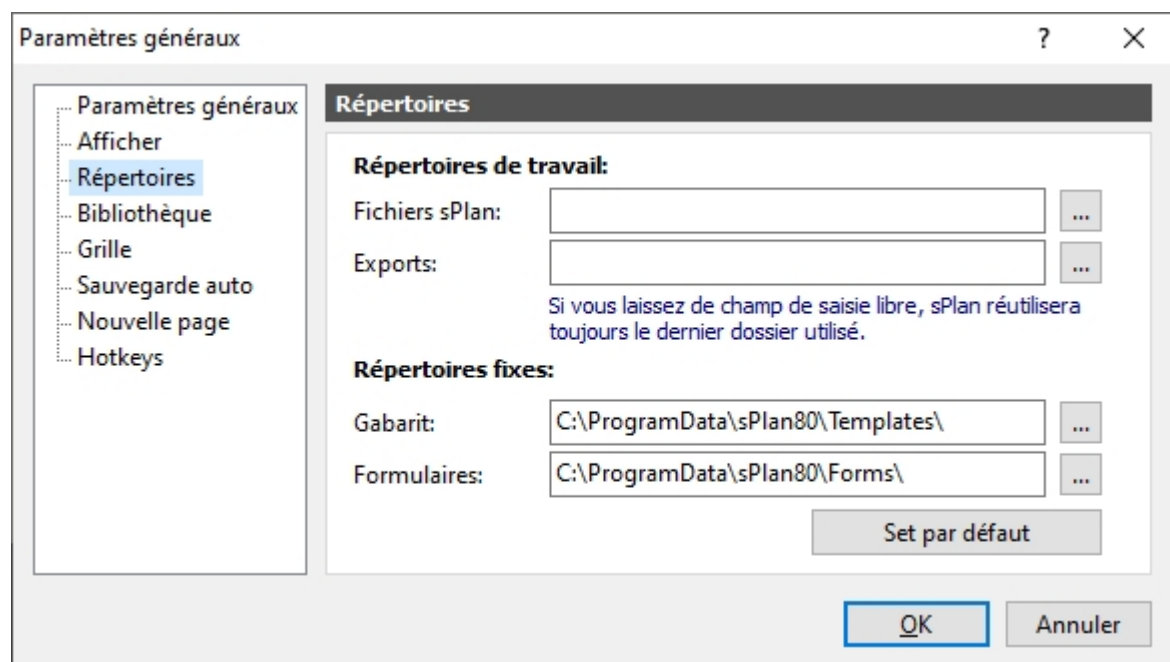 Paramètres généraux
?
Paramètres généraux
Afficher
Répertoires
Bibliothèque
Grille
Sauvegarde auto
Nouvelle page
Hotkeys
Répertoires
Répertoires de travail:
Fichiers sPlan:
...
Exports:
...
Si vous laissez de champ de saisie libre, sPlan réutilisera
toujours le dernier dossier utilisé.
Répertoires fixes:
Gabarit: C:\ProgramData\sPlan80\Templates\ ...
Formulaires: C:\ProgramData\sPlan80\Forms\ ...
Set par défaut
OK Annuler